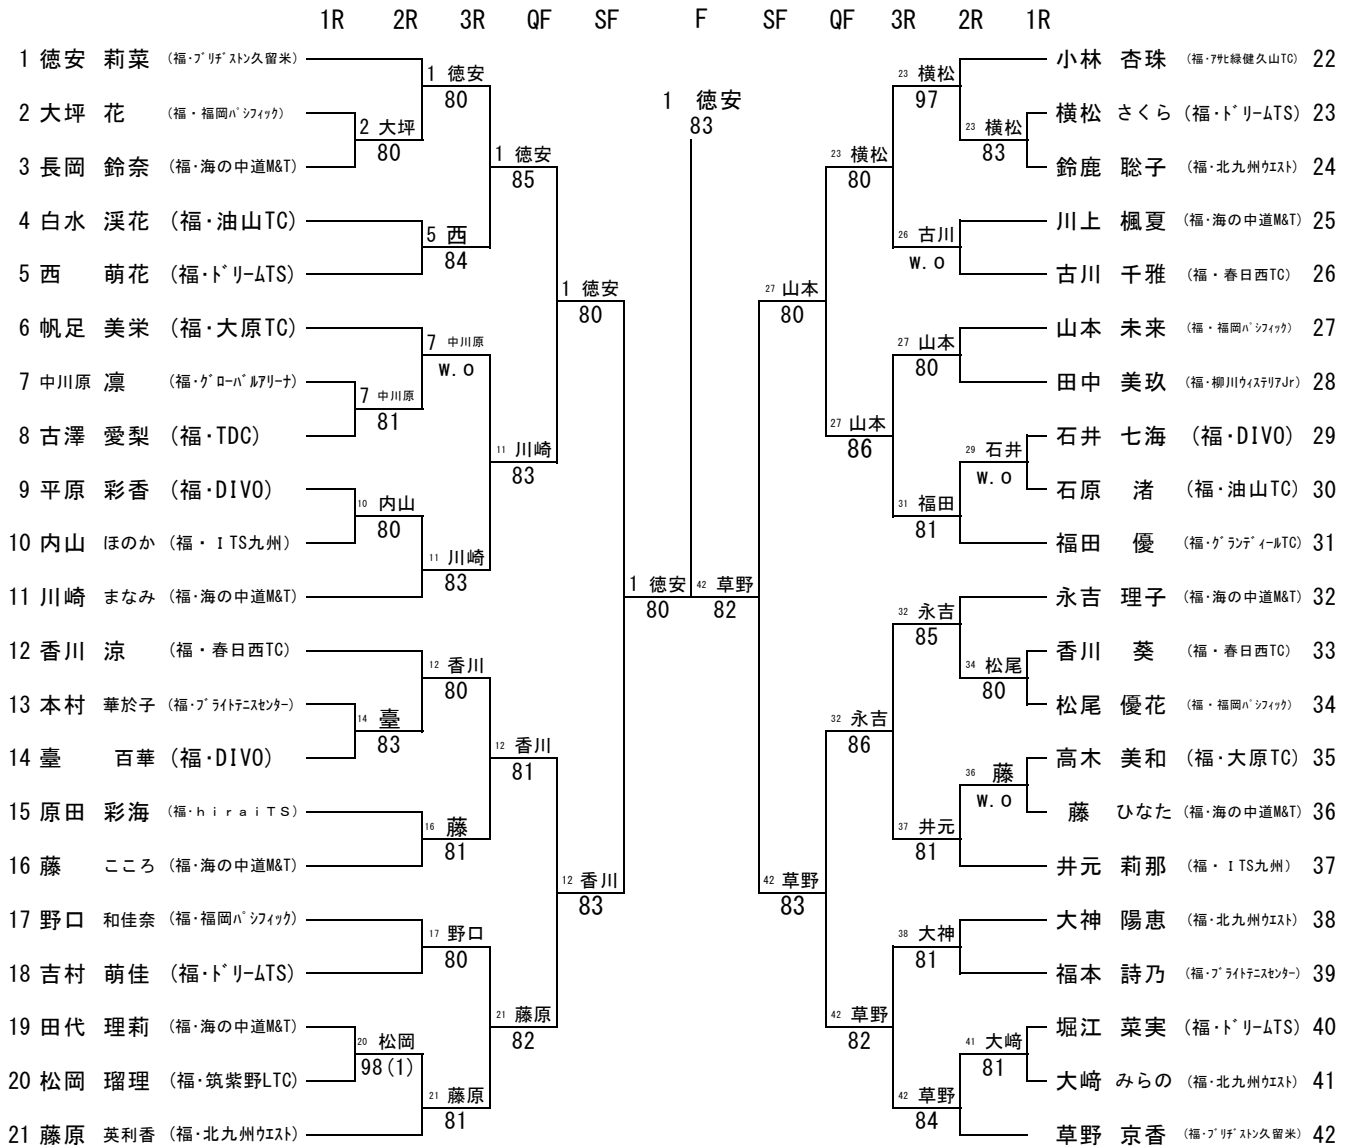 1R 2R 3R QF SF F SF QF 3R 2R 1R
1 徳安 莉菜 (福・ブリヂストン久留米)
2 大坪 花 (福・福岡パシフィック)
3 長岡 鈴奈 (福・海の中道M&T)
4 白水 渓花 (福・油山TC)
5 西 萌花 (福・ドリームTS)
6 帆足 美栄 (福・大原TC)
7 中川原 凛 (福・グローバルアリーナ)
8 古澤 愛梨 (福・TDC)
9 平原 彩香 (福・DIVO)
10 内山 ほのか (福・ITS九州)
11 川崎 まなみ (福・海の中道M&T)
12 香川 涼 (福・春日西TC)
13 本村 華於子 (福・ブライトテニスセンター)
14 臺 百華 (福・DIVO)
15 原田 彩海 (福・hiraiTS)
16 藤 こころ (福・海の中道M&T)
17 野口 和佳奈 (福・福岡パシフィック)
18 吉村 萌佳 (福・ドリームTS)
19 田代 理莉 (福・海の中道M&T)
20 松岡 瑠理 (福・筑紫野LTC)
21 藤原 英利香 (福・北九州ウエスト)
2 大坪
80
7 中川原
81
10 内山
80
14 臺
83
20 松岡
98(1)
1 徳安
80
5 西
84
7 中川原
w.o
11 川崎
83
12 香川
80
16 藤
81
17 野口
80
21 藤原
81
1 徳安
85
11 川崎
83
12 香川
81
21 藤原
82
1 徳安
80
12 香川
83
1 徳安
80
1 徳安
83
42 草野
82
27 山本
80
42 草野
83
23 横松
80
27 山本
86
32 永吉
86
42 草野
82
23 横松
97
26 古川
w.o
27 山本
80
31 福田
81
32 永吉
85
37 井元
81
38 大神
81
42 草野
84
23 横松
83
29 石井
w.o
34 松尾
80
36 藤
w.o
41 大﨑
81
小林 杏珠 (福・アサヒ緑健久山TC) 22
横松 さくら (福・ドリームTS) 23
鈴鹿 聡子 (福・北九州ウエスト) 24
川上 楓夏 (福・海の中道M&T) 25
古川 千雅 (福・春日西TC) 26
山本 未来 (福・福岡パシフィック) 27
田中 美玖 (福・柳川ウィステリアJr) 28
石井 七海 (福・DIVO) 29
石原 渚 (福・油山TC) 30
福田 優 (福・グランディールTC) 31
永吉 理子 (福・海の中道M&T) 32
香川 葵 (福・春日西TC) 33
松尾 優花 (福・福岡パシフィック) 34
高木 美和 (福・大原TC) 35
藤 ひなた (福・海の中道M&T) 36
井元 莉那 (福・ITS九州) 37
大神 陽恵 (福・北九州ウエスト) 38
福本 詩乃 (福・ブライトテニスセンター) 39
堀江 菜実 (福・ドリームTS) 40
大﨑 みらの (福・北九州ウエスト) 41
草野 京香 (福・ブリヂストン久留米) 42